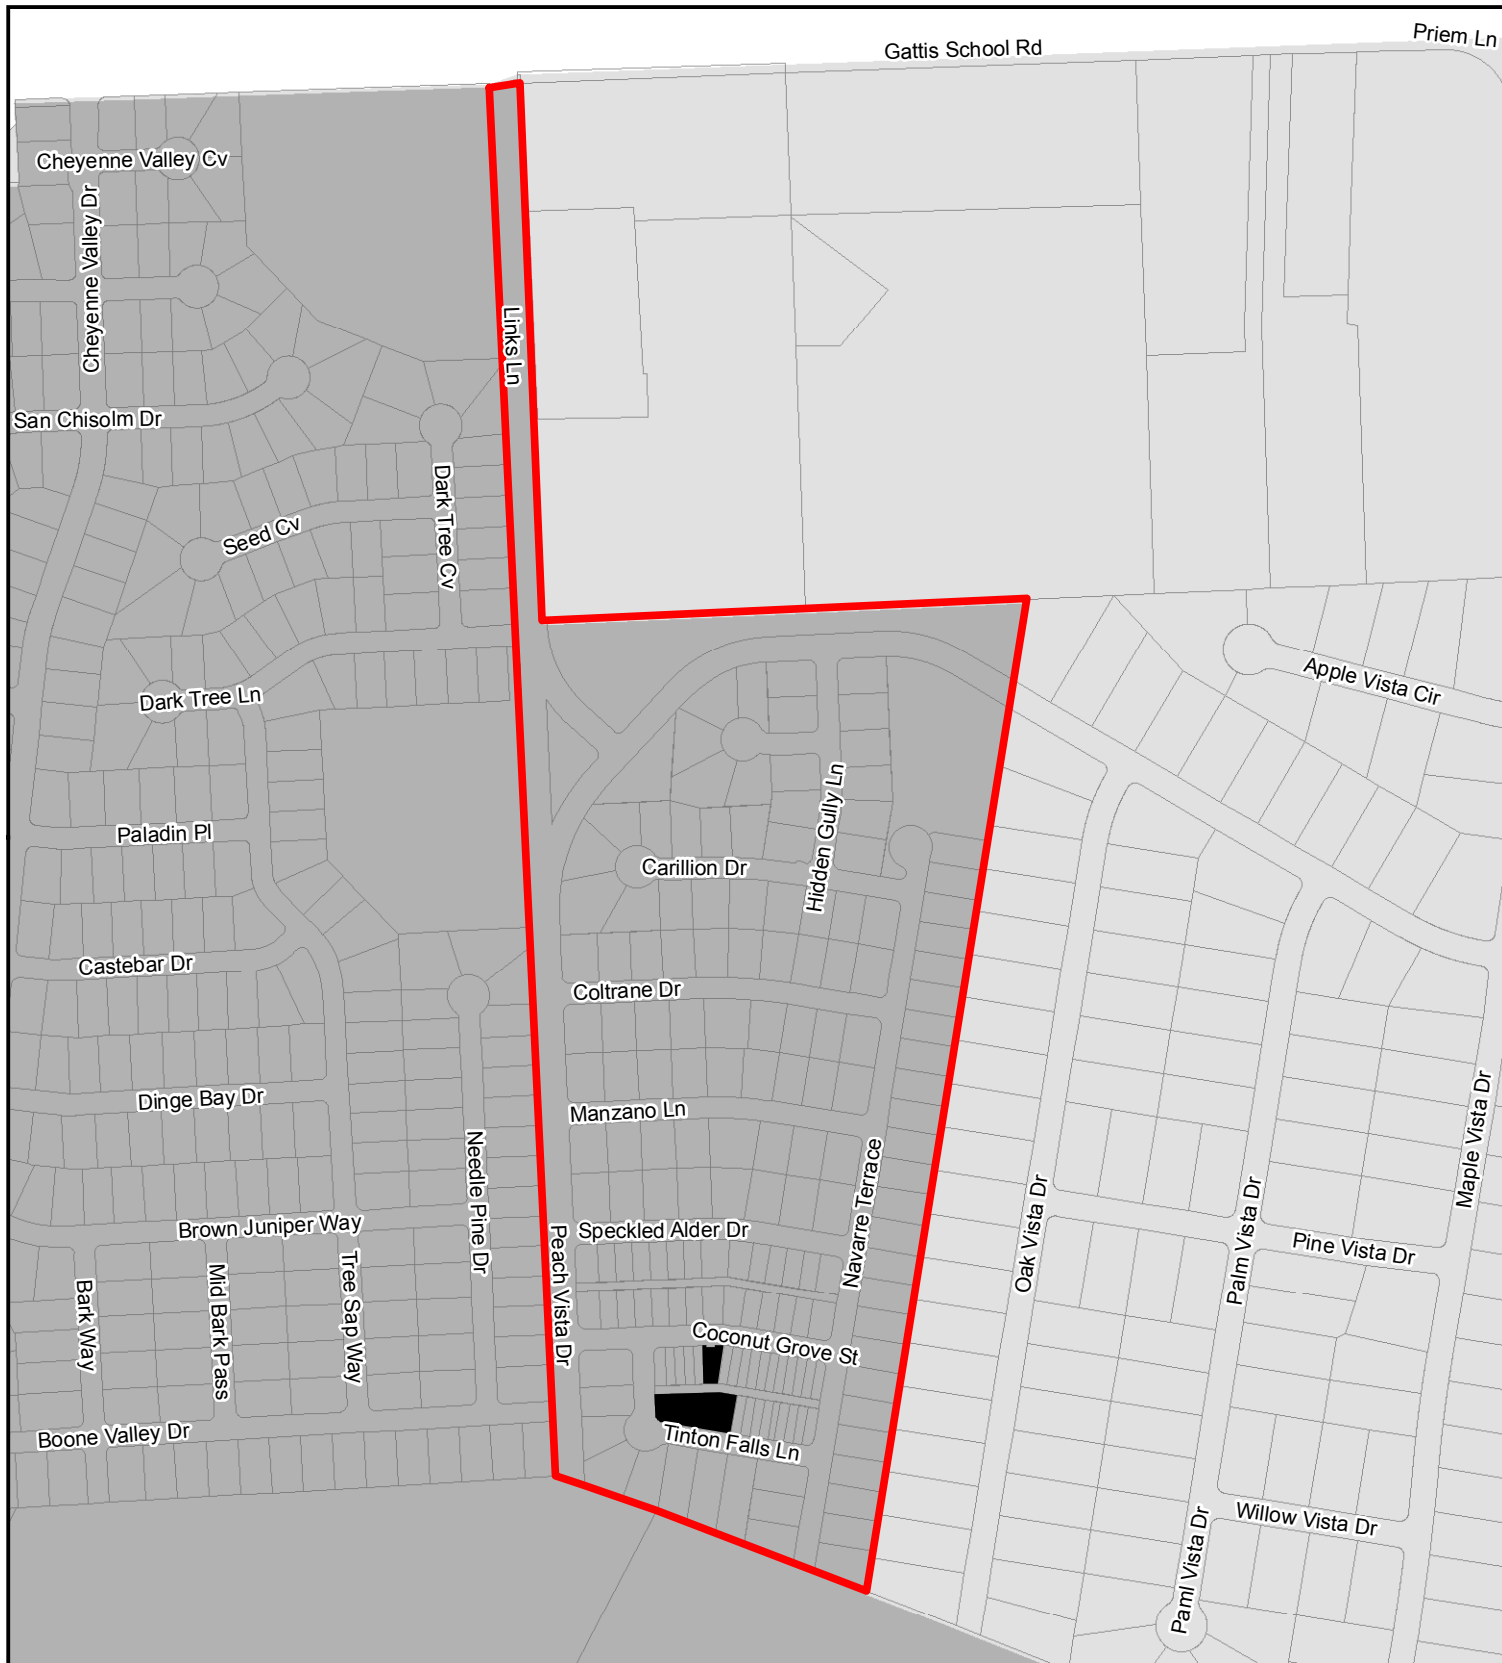 Priem Ln
Gattis School Rd
Cheyenne Valley Cv
Cheyenne Valley Dr
Links Ln
San Chisolm Dr
Dark Tree Cv
Seed Cv
Apple Vista Cir
Dark Tree Ln
Hidden Gully Ln
Paladin Pl
Carillion Dr
Castebar Dr
Coltrane Dr
Dinge Bay Dr
Manzano Ln
Maple Vista Dr
Needle Pine Dr
Navarre Terrace
Oak Vista Dr
Palm Vista Dr
Brown Juniper Way
Speckled Alder Dr
Pine Vista Dr
Peach Vista Dr
Bark Way
Mid Bark Pass
Tree Sap Way
Coconut Grove St
Boone Valley Dr
Tinton Falls Ln
Willow Vista Dr
Paml Vista Dr